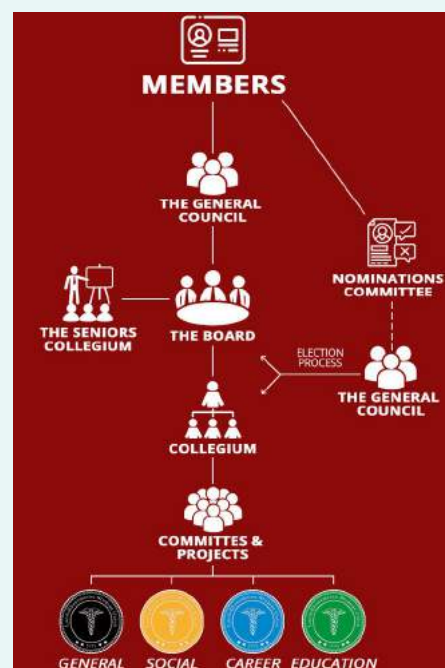 MEMBERS
THE GENERAL
COUNCIL
NOMINATIONS
COMMITTEE
THE SENIORS
COLLEGIUM
THE BOARD
ELECTION
PROCESS
THE GENERAL
COUNCIL
COLLEGIUM
COMMITTES &
PROJECTS
GENERAL
SOCIAL
CAREER
EDUCATION